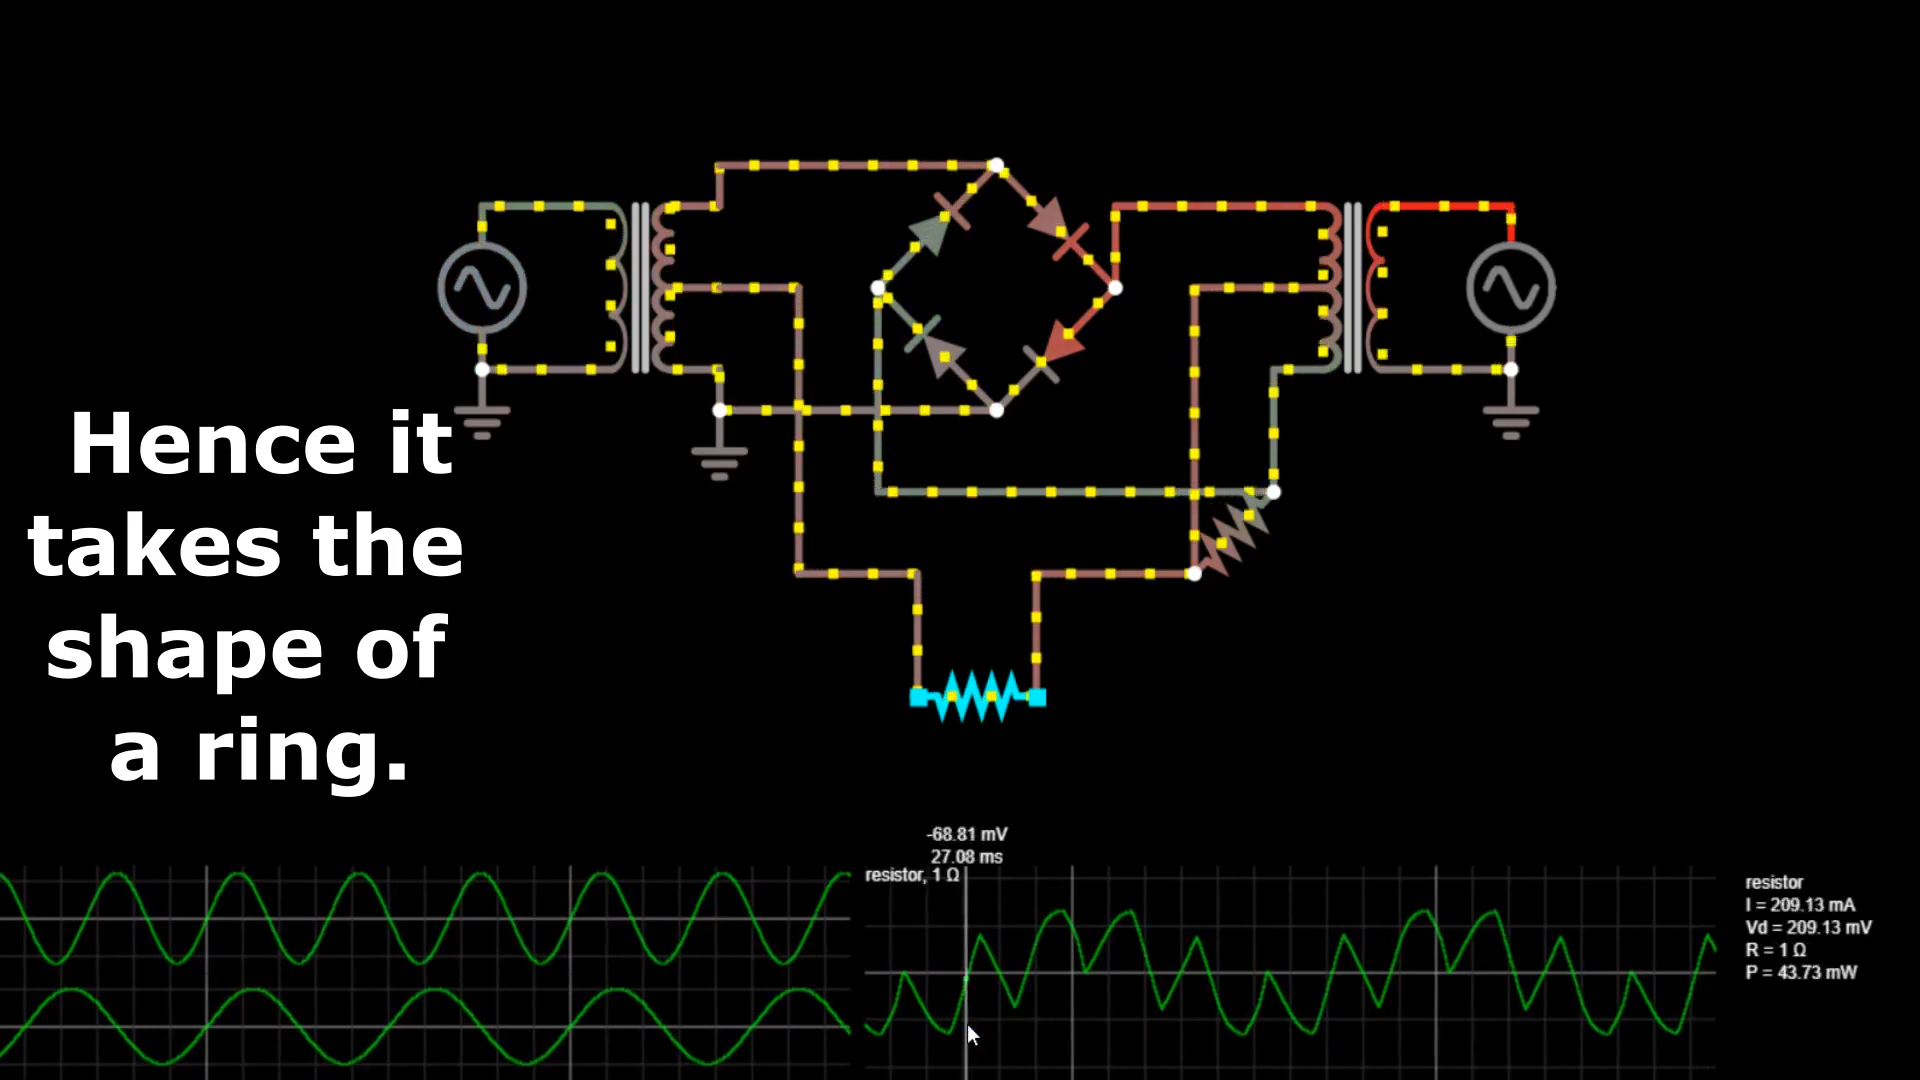 Hence it
takes the
shape of
a ring.
-68.81 mV
27.08 ms
resistor, 1 Ω
resistor
I = 209.13 mA
Vd = 209.13 mV
R = 1 Ω
P = 43.73 mW